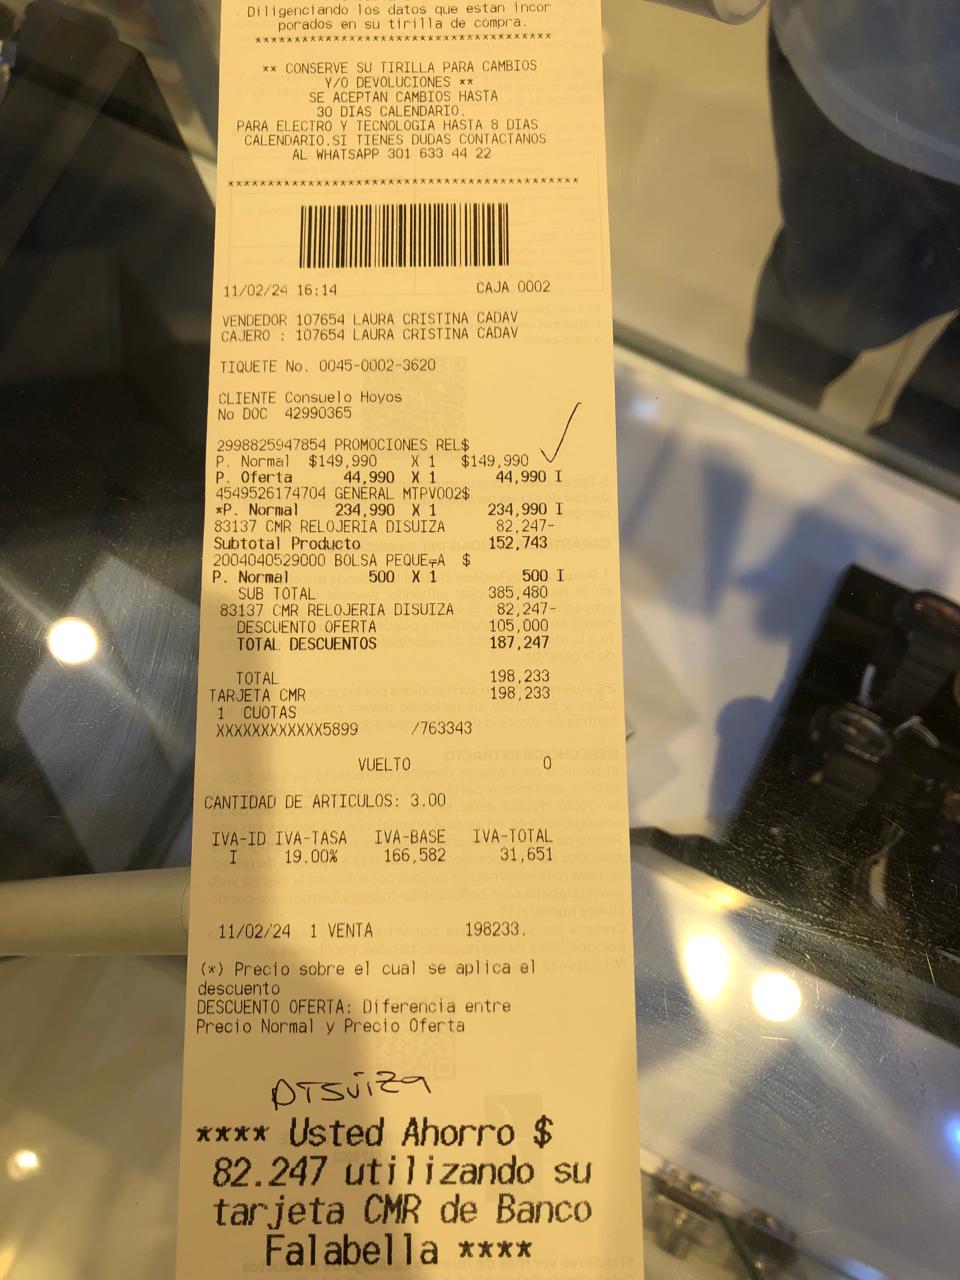 Diligenciando los datos que estan incor
porados en su tirilla de compra.
****************************************
** CONSERVE SU TIRILLA PARA CAMBIOS
Y/O DEVOLUCIONES **
SE ACEPTAN CAMBIOS HASTA
30 DIAS CALENDARIO.
PARA ELECTRO Y TECNOLOGIA HASTA 8 DIAS
CALENDARIO.SI TIENES DUDAS CONTACTANOS
AL WHATSAPP 301 633 44 22
****************************************
11/02/24 16:14 CAJA 0002
VENDEDOR 107654 LAURA CRISTINA CADAV
CAJERO : 107654 LAURA CRISTINA CADAV
TIQUETE No. 0045-0002-3620
CLIENTE Consuelo Hoyos
No DOC 42990365
2998825947854 PROMOCIONES REL$
P. Normal $149,990 X 1 $149,990
P. Oferta 44,990 X 1 44,990 I
4549526174704 GENERAL MTPV002$
*P. Normal 234,990 X 1 234,990 I
83137 CMR RELOJERIA DISUIZA 82,247-
Subtotal Producto 152,743
2004040529000 BOLSA PEQUE¬A $
P. Normal 500 X 1 500 I
SUB TOTAL 385,480
83137 CMR RELOJERIA DISUIZA 82,247-
DESCUENTO OFERTA 105,000
TOTAL DESCUENTOS 187,247
TOTAL 198,233
TARJETA CMR 198,233
1 CUOTAS
XXXXXXXXXXXX5899 /763343
VUELTO 0
CANTIDAD DE ARTICULOS: 3.00
IVA-ID IVA-TASA IVA-BASE IVA-TOTAL
I 19.00% 166,582 31,651
11/02/24 1 VENTA 198233.
(*) Precio sobre el cual se aplica el
descuento
DESCUENTO OFERTA: Diferencia entre
Precio Normal y Precio Oferta
DTSUIZA
**** Usted Ahorro $
82.247 utilizando su
tarjeta CMR de Banco
Falabella ****